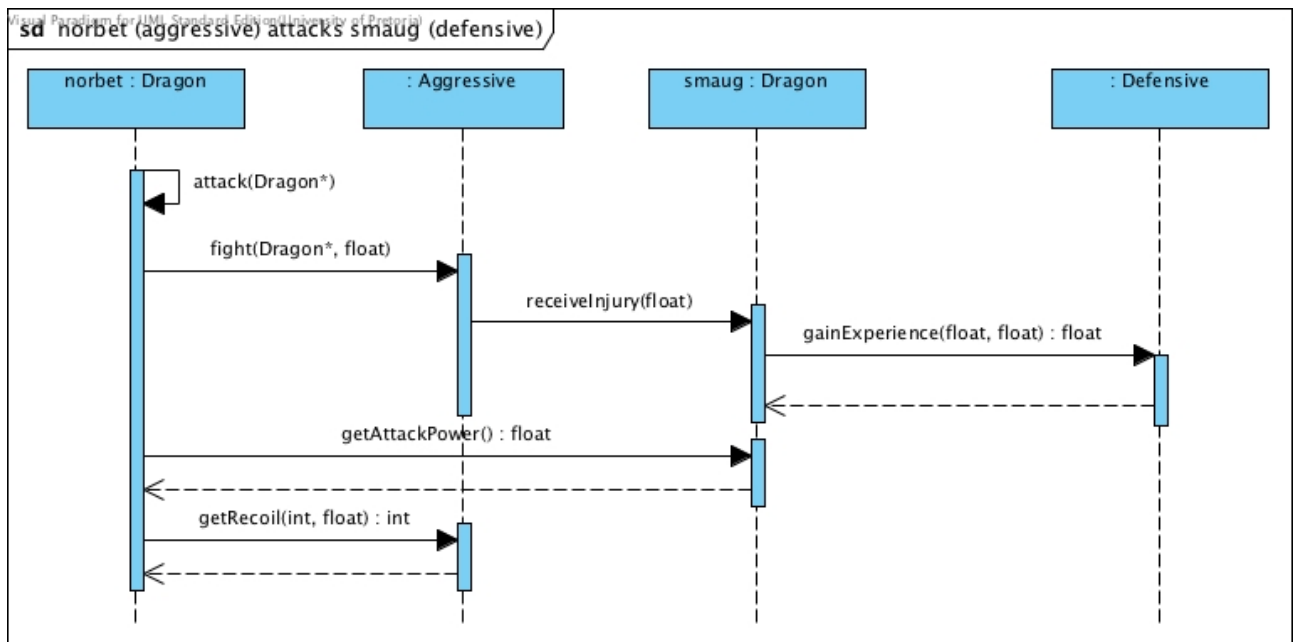 Visual Paradigm for UML Standard Edition(University of Pretoria)
sd norbet (aggressive) attacks smaug (defensive)
norbet : Dragon
: Aggressive
smaug : Dragon
: Defensive
attack(Dragon*)
fight(Dragon*, float)
receiveInjury(float)
gainExperience(float, float) : float
getAttackPower() : float
getRecoil(int, float) : int